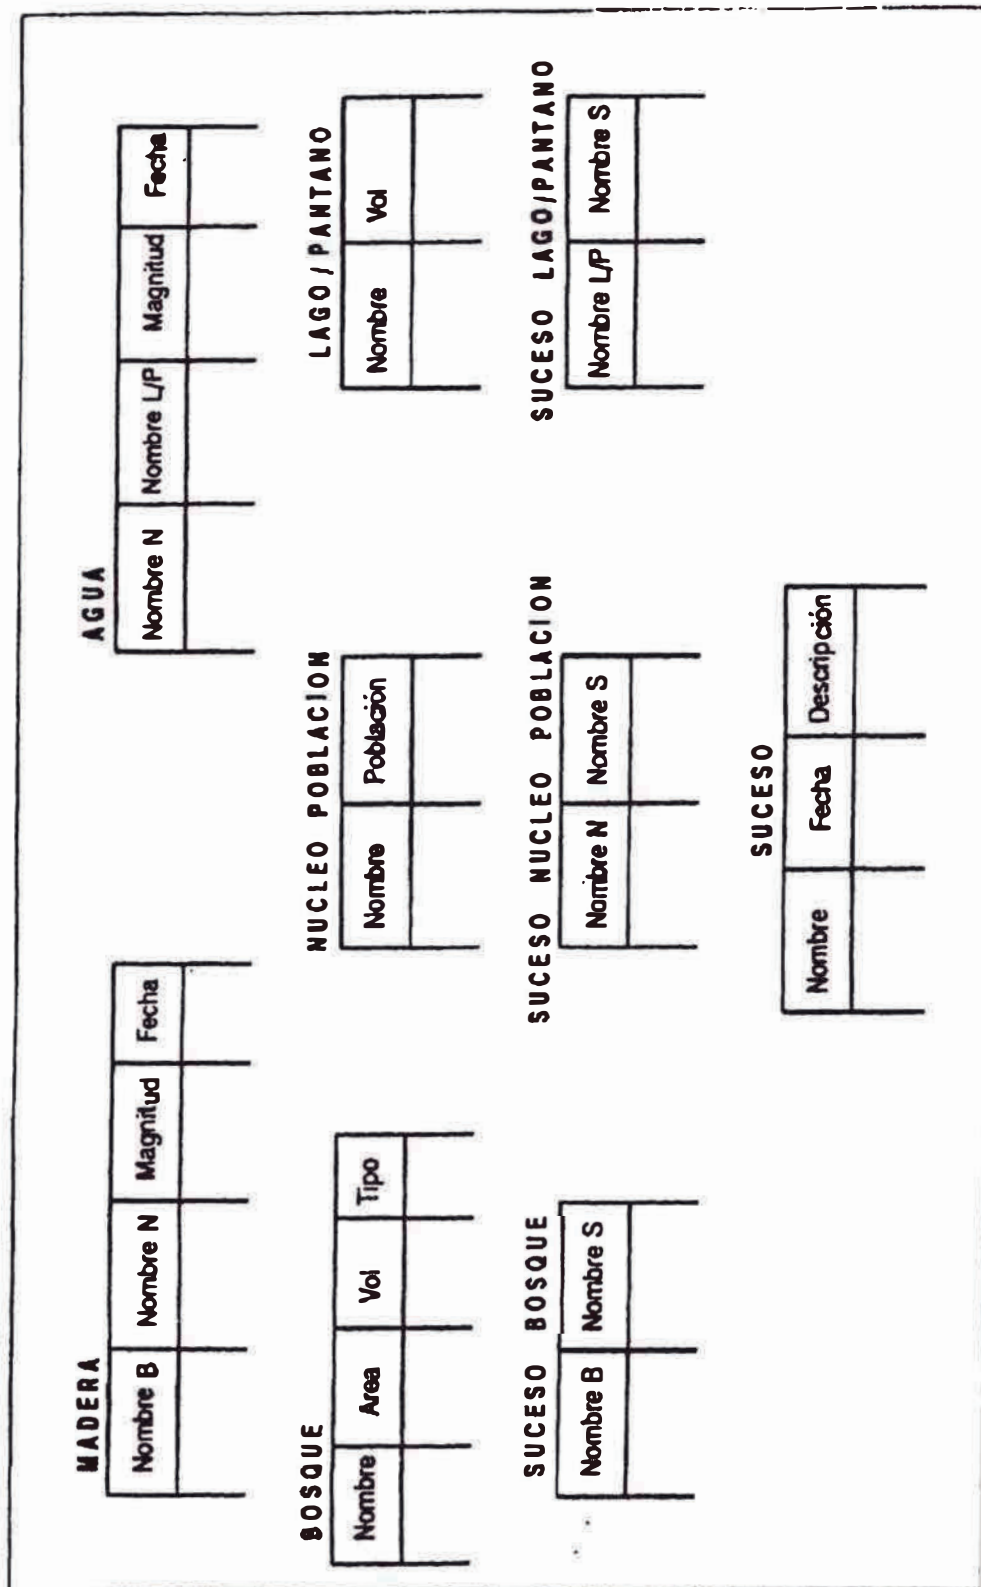 MADERA
Nombre B Nombre N Magnitud Fecha
AGUA
Nombre N Nombre L/P Magnitud Fecha
BOSQUE
Nombre Area Vol Tipo
NUCLEO POBLACION
Nombre Población
LAGO/PANTANO
Nombre Vol
SUCESO BOSQUE
Nombre B Nombre S
SUCESO NUCLEO POBLACION
Nombre N Nombre S
SUCESO LAGO/PANTANO
Nombre L/P Nombre S
SUCESO
Nombre Fecha Descripción